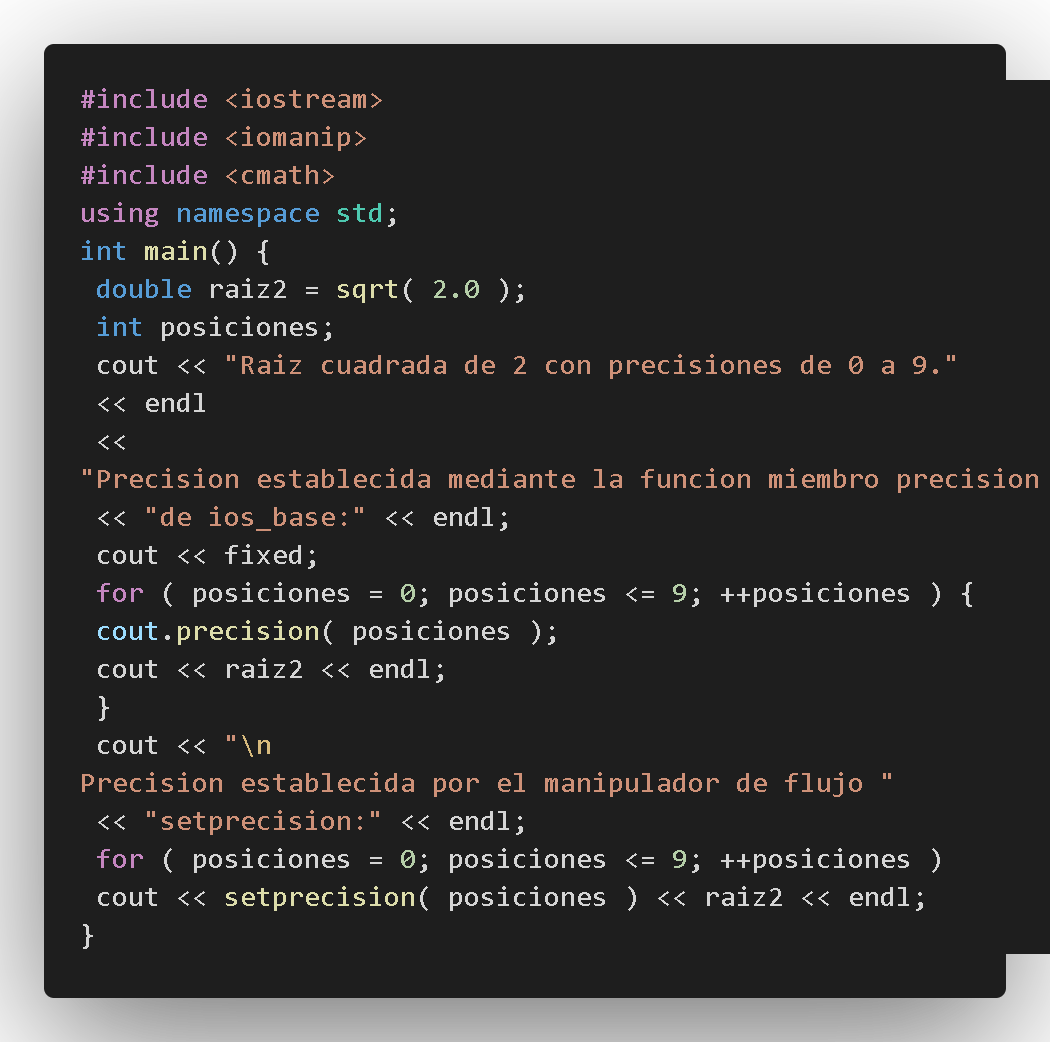 #include <iostream>
#include <iomanip>
#include <cmath>
using namespace std;
int main() {
 double raiz2 = sqrt( 2.0 );
 int posiciones;
 cout << "Raiz cuadrada de 2 con precisiones de 0 a 9."
 << endl
 <<
"Precision establecida mediante la funcion miembro precision
 << "de ios_base:" << endl;
 cout << fixed;
 for ( posiciones = 0; posiciones <= 9; ++posiciones ) {
 cout.precision( posiciones );
 cout << raiz2 << endl;
 }
 cout << "\n
Precision establecida por el manipulador de flujo "
 << "setprecision:" << endl;
 for ( posiciones = 0; posiciones <= 9; ++posiciones )
 cout << setprecision( posiciones ) << raiz2 << endl;
}